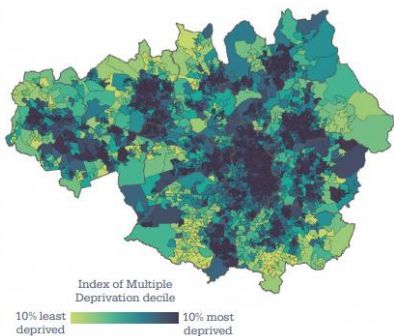 Index of Multiple
Deprivation decile
10% least
deprived
10% most
deprived